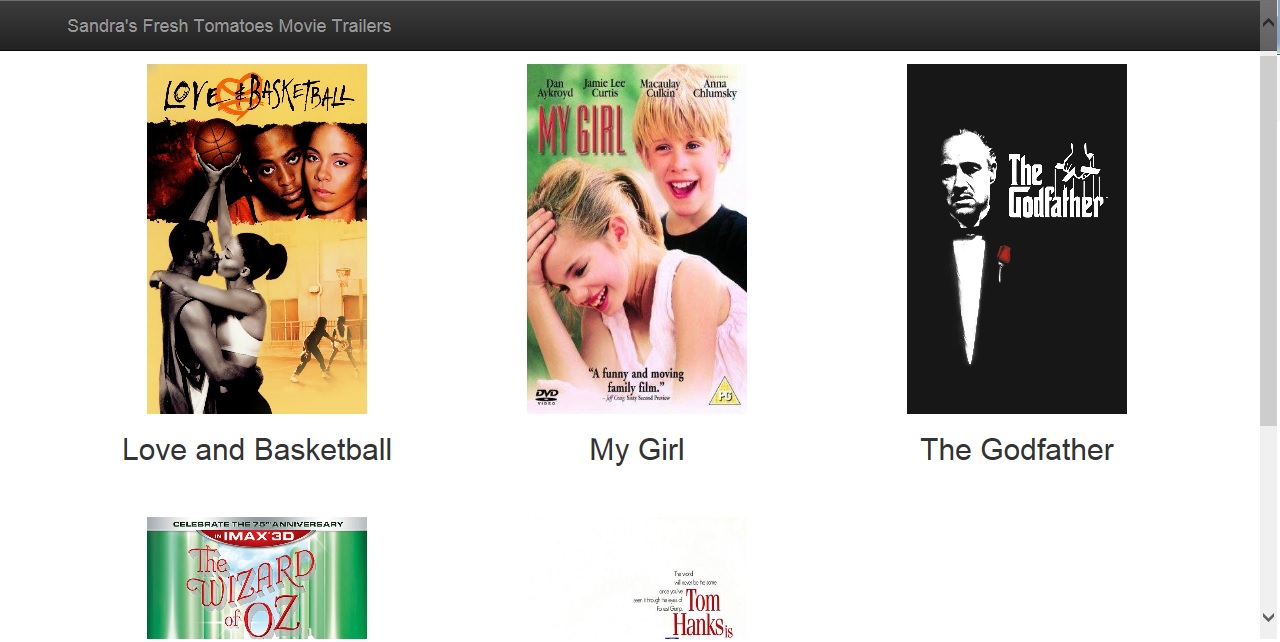 Sandra's Fresh Tomatoes Movie Trailers
LOVE & BASKETBALL
Dan Aykroyd
Jamie Lee Curtis
Macaulay Culkin
Anna Chlumsky
MY GIRL
"A funny and moving
family film."
DVD
VIDEO
PG
The
Godfather
Love and Basketball
My Girl
The Godfather
CELEBRATE THE 75TH ANNIVERSARY
IN IMAX 3D
The
WIZARD
of OZ
The world
will never be the same
once you've
seen it through the eyes of
Forrest Gump.
Tom
Hanks is